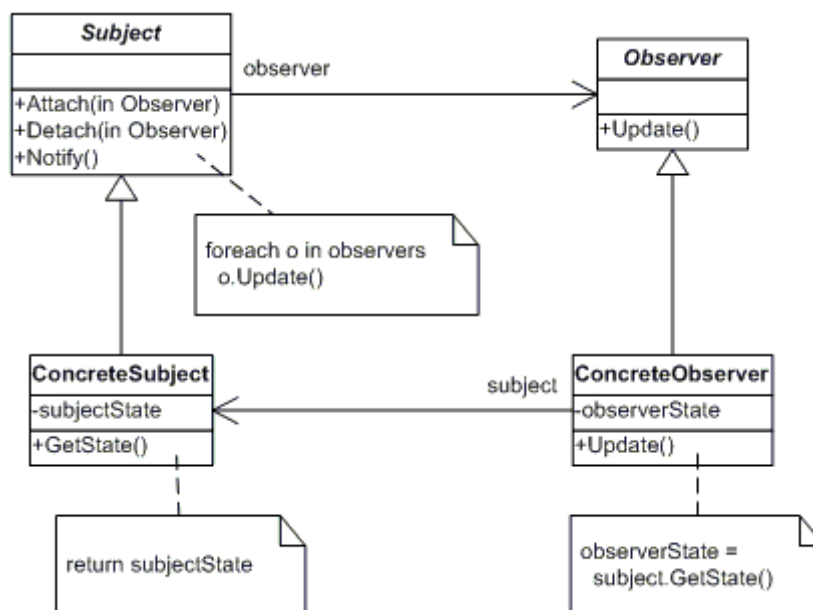 Subject
+Attach(in Observer)
+Detach(in Observer)
+Notify()
observer
Observer
+Update()
foreach o in observers
o.Update()
ConcreteSubject
-subjectState
+GetState()
subject
ConcreteObserver
-observerState
+Update()
return subjectState
observerState =
subject.GetState()